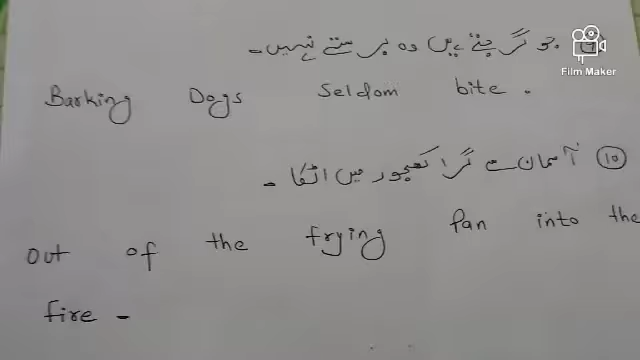 جو گرجتے ہیں وہ برستے نہیں۔
Film Maker
Barking Dogs Seldom bite.
⑩ آسمان سے گرا کھجور میں اٹکا۔
out of the frying Pan into the
fire -